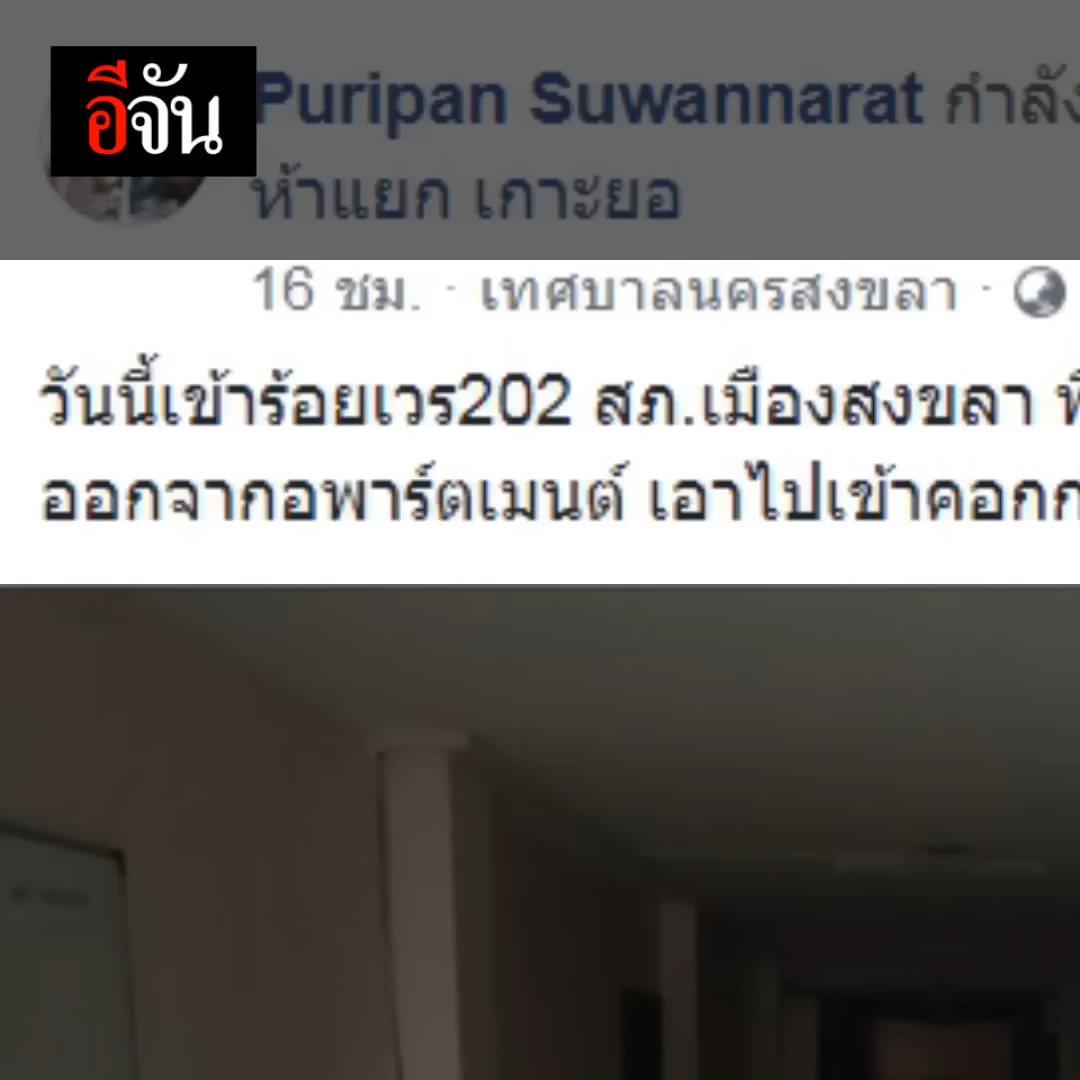 อีจัน
Puripan Suwannarat กำลัง
ห้าแยก เกาะยอ
16 ชม. · เทศบาลนครสงขลา ·
วันนี้เข้าร้อยเวร202 สภ.เมืองสงขลา
ออกจากอพาร์ตเมนต์ เอาไปเข้าคอกก